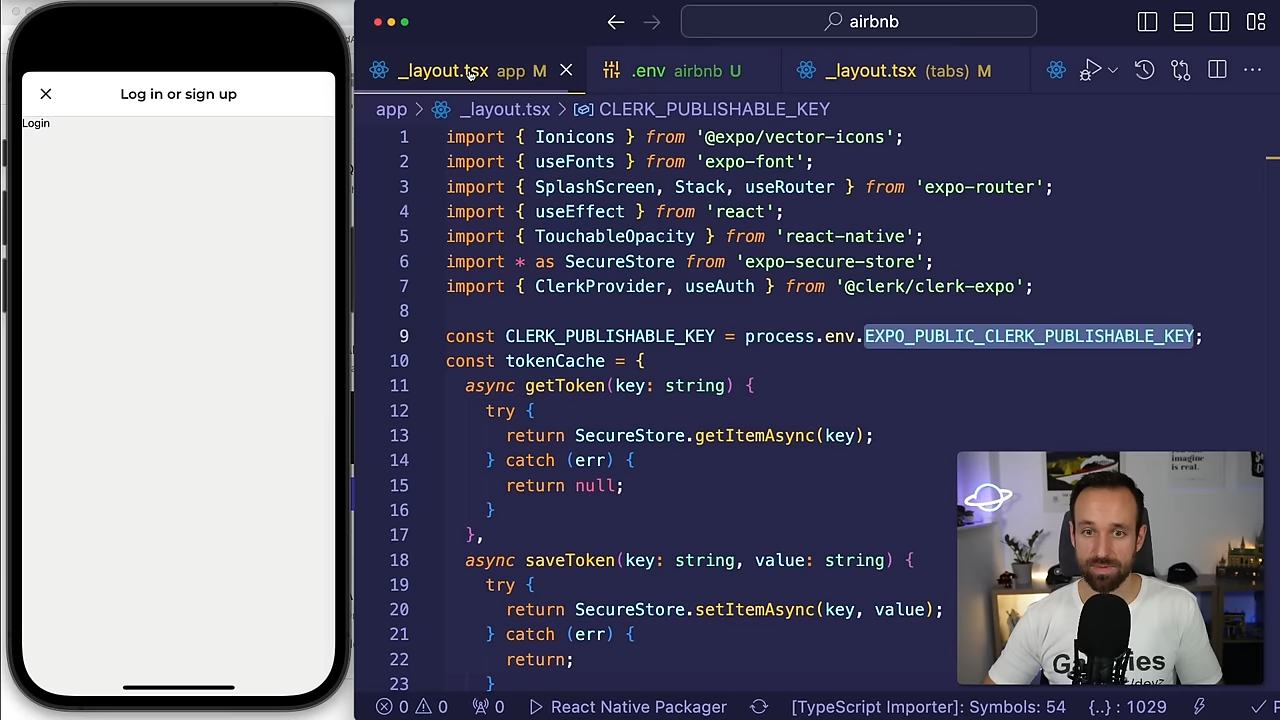 Log in or sign up
Login
airbnb
_layout.tsx app M
.env airbnb U
_layout.tsx (tabs) M
app > _layout.tsx > CLERK_PUBLISHABLE_KEY
1 import { Ionicons } from '@expo/vector-icons';
2 import { useFonts } from 'expo-font';
3 import { SplashScreen, Stack, useRouter } from 'expo-router';
4 import { useEffect } from 'react';
5 import { TouchableOpacity } from 'react-native';
6 import * as SecureStore from 'expo-secure-store';
7 import { ClerkProvider, useAuth } from '@clerk/clerk-expo';
8
9 const CLERK_PUBLISHABLE_KEY = process.env.EXPO_PUBLIC_CLERK_PUBLISHABLE_KEY;
10 const tokenCache = {
11 async getToken(key: string) {
12 try {
13 return SecureStore.getItemAsync(key);
14 } catch (err) {
15 return null;
16 }
17 },
18 async saveToken(key: string, value: string) {
19 try {
20 return SecureStore.setItemAsync(key, value);
21 } catch (err) {
22 return;
23 }
imagine
is real.
0 0 0 React Native Packager [TypeScript Importer]: Symbols: 54 {..} : 1029